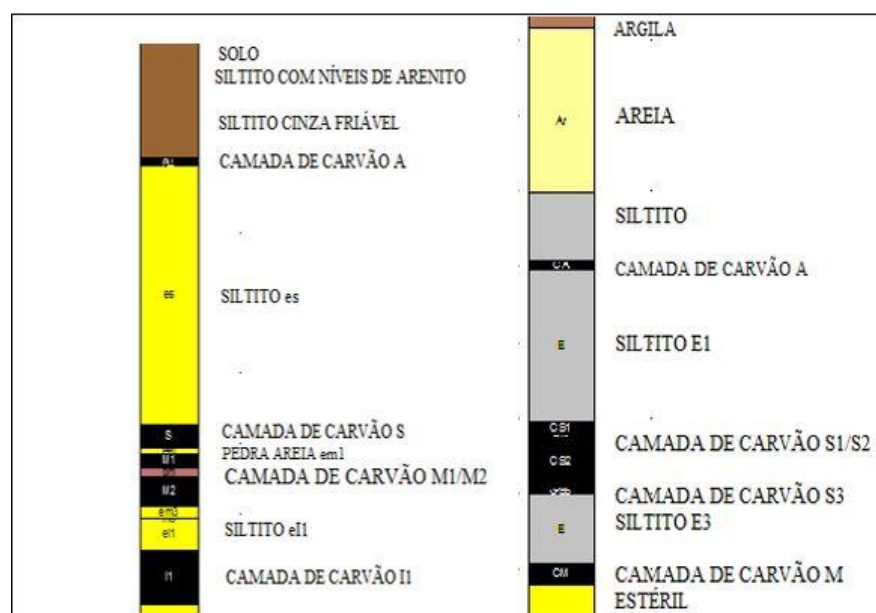 SOLO
SILTITO COM NÍVEIS DE ARENITO
SILTITO CINZA FRIÁVEL
CAMADA DE CARVÃO A
es
SILTITO es
S
CAMADA DE CARVÃO S
PEDRA AREIA em1
M1
CAMADA DE CARVÃO M1/M2
M2
em3
eI1
SILTITO eI1
I1
CAMADA DE CARVÃO I1
ARGILA
Ar
AREIA
SILTITO
CA
CAMADA DE CARVÃO A
E
SILTITO E1
CS1
CS2
CAMADA DE CARVÃO S1/S2
CAMADA DE CARVÃO S3
E
SILTITO E3
CM
CAMADA DE CARVÃO M
ESTÉRIL